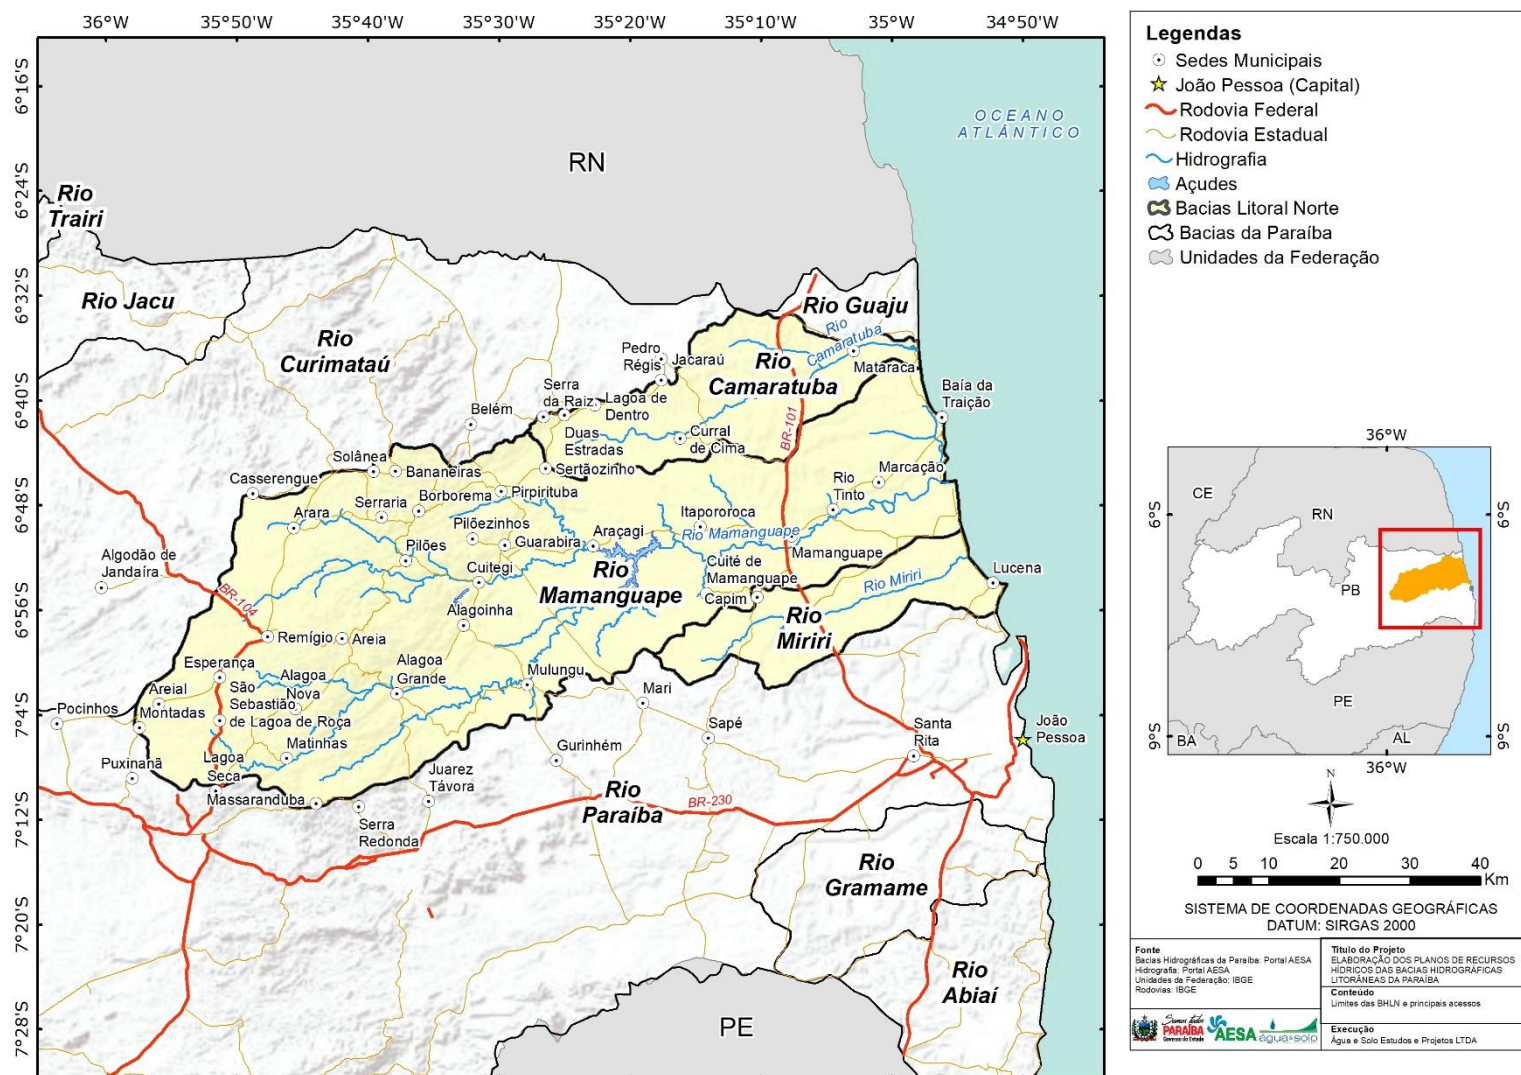 36°W
35°50'W
35°40'W
35°30'W
35°20'W
35°10'W
35°W
34°50'W
6°16'S
6°24'S
6°32'S
6°40'S
6°48'S
6°56'S
7°4'S
7°12'S
7°20'S
7°28'S
OCEANO
ATLÂNTICO
RN
Rio
Trairi
Rio Jacu
Rio
Curimataú
Rio Guaju
Rio
Camaratuba
Rio
Camaratuba
Mataraca
Pedro
Régis
Jacaraú
Baía da
Traição
Serra
da Raiz
Lagoa de
Dentro
Belém
Duas
Estradas
Curral
de Cima
BR-101
Sertãozinho
Solânea
Bananeiras
Casserengue
Marcação
Rio
Tinto
Borborema
Pirpirituba
Serraria
Arara
Itapororoca
Pilõezinhos
Araçagi
Rio Mamanguape
Guarabira
Mamanguape
Pilões
Algodão de
Jandaíra
Cuitegi
Rio
Mamanguape
Cuité de
Mamanguape
Capim
Rio Miriri
Lucena
BR-104
Alagoinha
Rio
Miriri
Remígio
Areia
Esperança
Alagoa
Nova
Alagoa
Grande
Mulungu
Areial
São
Sebastião
de Lagoa de Roça
Mari
Pocinhos
Montadas
Matinhas
Sapé
Santa
Rita
João
Pessoa
Puxinanã
Lagoa
Seca
Gurinhém
Juarez
Távora
Massaranduba
Serra
Redonda
Rio
Paraíba
BR-230
Rio
Gramame
Rio
Abiaí
PE
Legendas
Sedes Municipais
João Pessoa (Capital)
Rodovia Federal
Rodovia Estadual
Hidrografia
Açudes
Bacias Litoral Norte
Bacias da Paraíba
Unidades da Federação
36°W
CE
RN
6°S
6°S
PB
PE
9°S
9°S
BA
AL
36°W
N
Escala 1:750.000
0 5 10 20 30 40
Km
SISTEMA DE COORDENADAS GEOGRÁFICAS
DATUM: SIRGAS 2000
Fonte
Bacias Hidrográficas da Paraíba: Portal AESA
Hidrografia: Portal AESA
Unidades da Federação: IBGE
Rodovias: IBGE
Título do Projeto
ELABORAÇÃO DOS PLANOS DE RECURSOS
HÍDRICOS DAS BACIAS HIDROGRÁFICAS
LITORÂNEAS DA PARAÍBA
Conteúdo
Limites das BHLN e principais acessos
Somos todos
PARAÍBA
Governo do Estado
AESA
água e solo
Execução
Água e Solo Estudos e Projetos LTDA